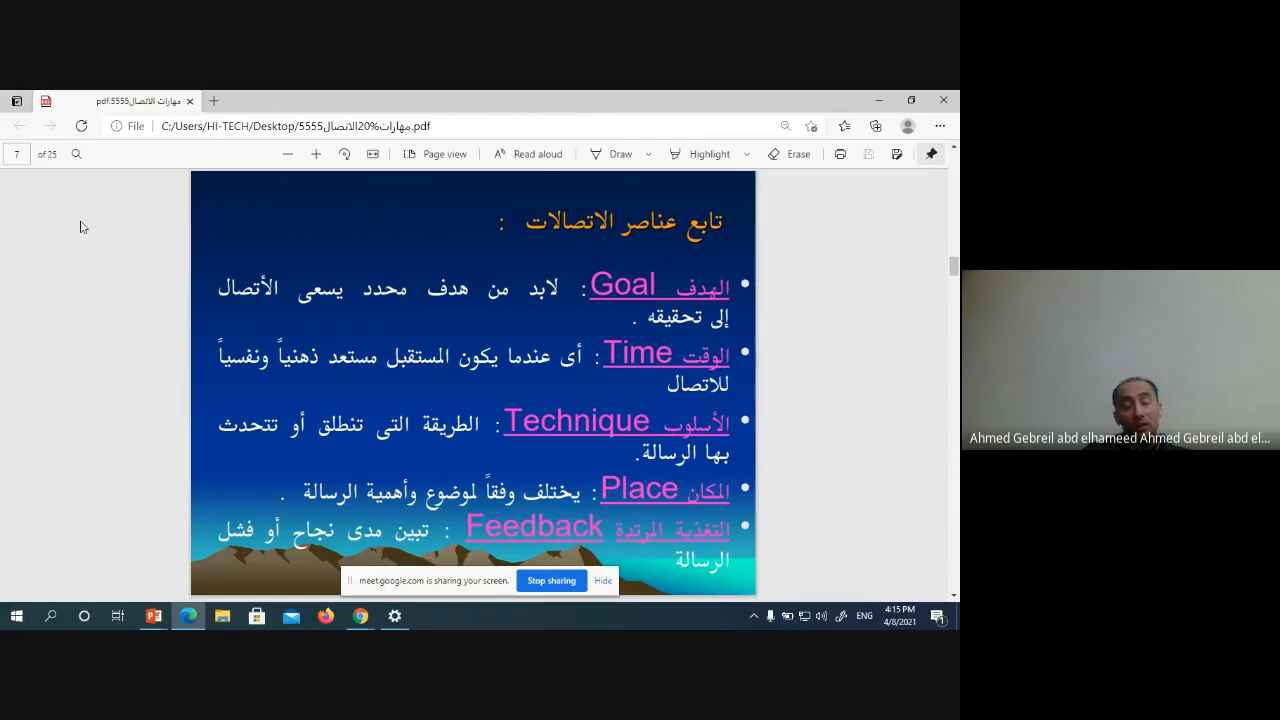 مهارات الاتصال5555.pdf
File
C:/Users/HI-TECH/Desktop/مهارات%20الاتصال5555.pdf
7 of 25
Page view
Read aloud
Draw
Highlight
Erase
تابع عناصر الاتصالات :
الهدف Goal : لابد من هدف محدد يسعى الأتصال
إلى تحقيقه .
الوقت Time : أى عندما يكون المستقبل مستعد ذهنياً ونفسياً
للاتصال
الأسلوب Technique : الطريقة التى تنطلق أو تتحدث
بها الرسالة.
المكان Place : يختلف وفقاً لموضوع وأهمية الرسالة .
التغذية المرتدة Feedback : تبين مدى نجاح أو فشل
الرسالة
meet.google.com is sharing your screen.
Stop sharing
Hide
ENG
4:15 PM
4/8/2021
Ahmed Gebreil abd elhameed Ahmed Gebreil abd el...